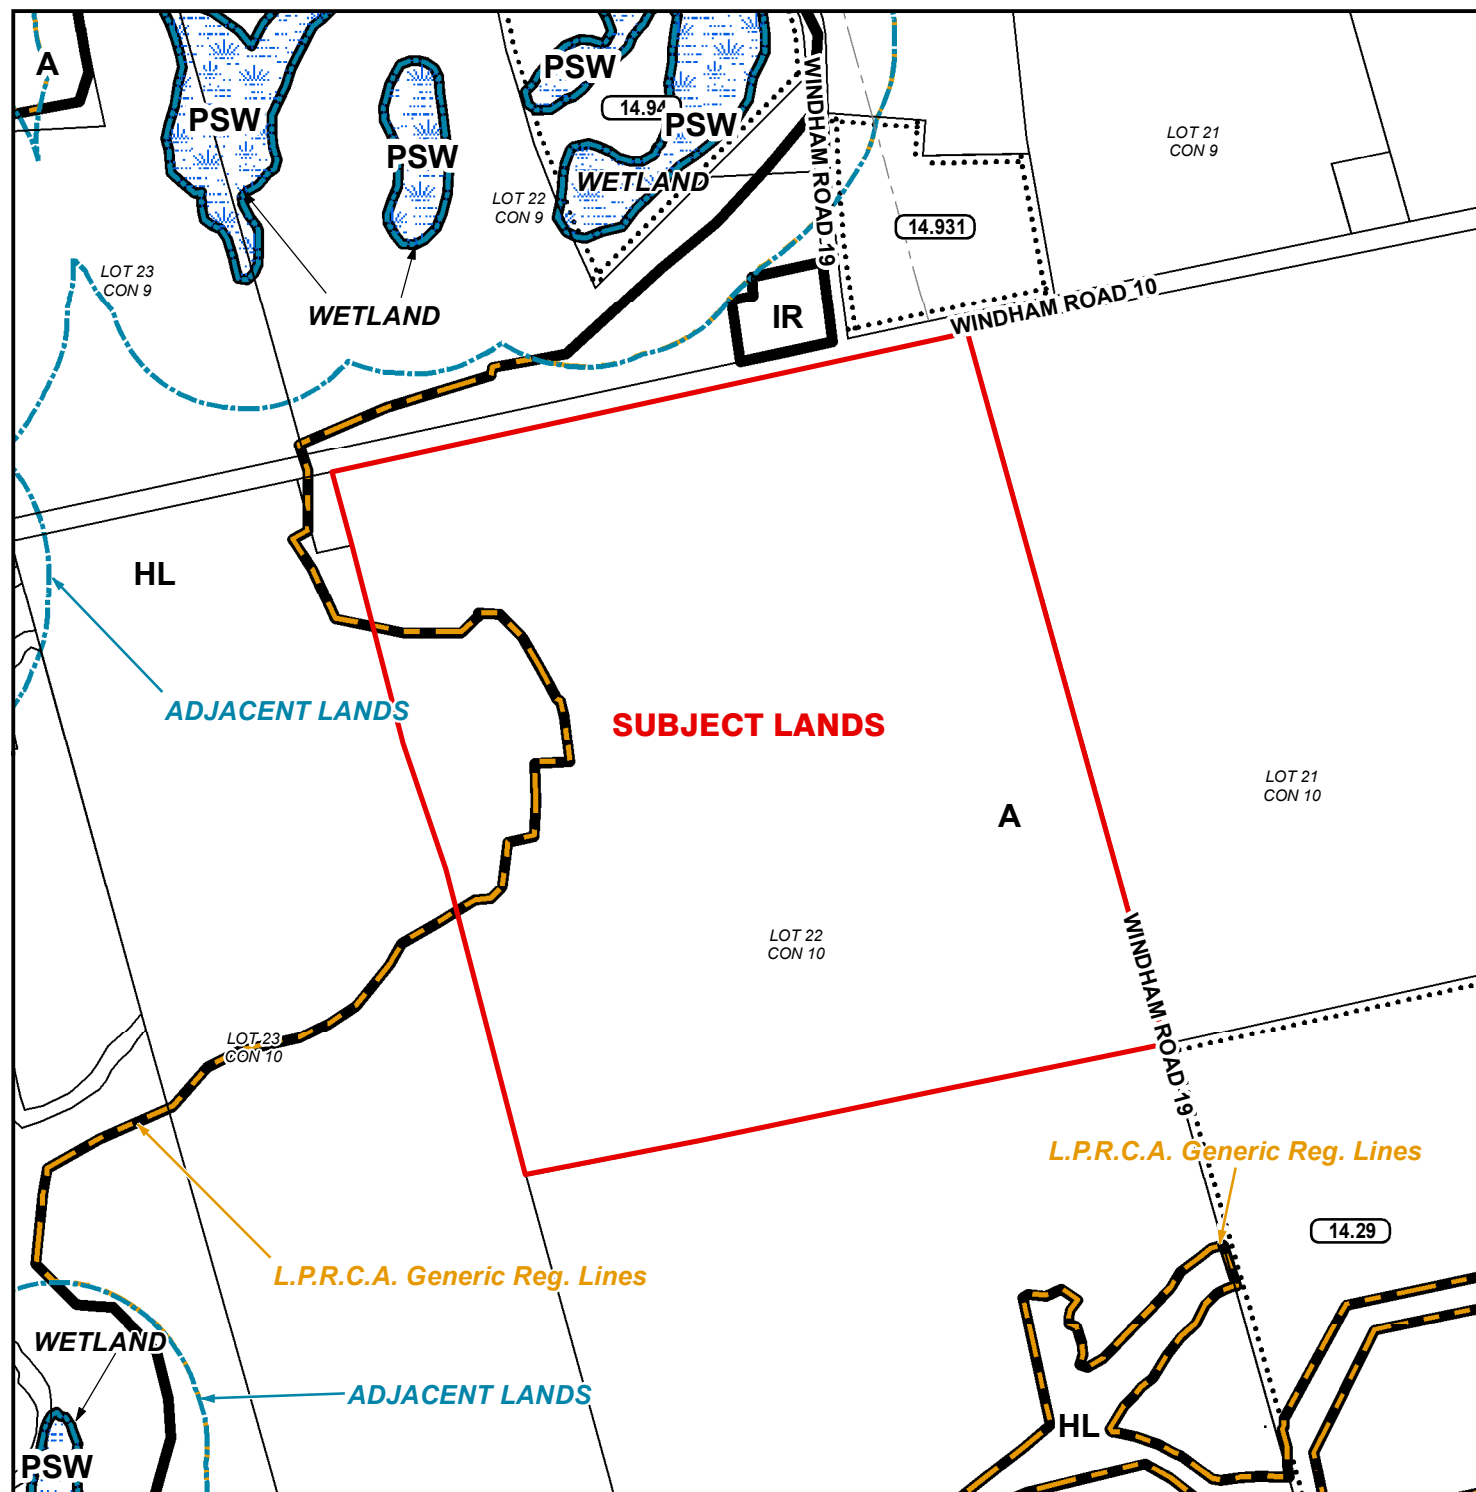 A
PSW
PSW
PSW
14.94
PSW
WETLAND
WINDHAM ROAD 19
LOT 21
CON 9
LOT 22
CON 9
14.931
LOT 23
CON 9
WETLAND
IR
WINDHAM ROAD 10
HL
ADJACENT LANDS
SUBJECT LANDS
LOT 21
CON 10
A
LOT 22
CON 10
WINDHAM ROAD 19
LOT 23
CON 10
L.P.R.C.A. Generic Reg. Lines
14.29
L.P.R.C.A. Generic Reg. Lines
WETLAND
ADJACENT LANDS
HL
PSW